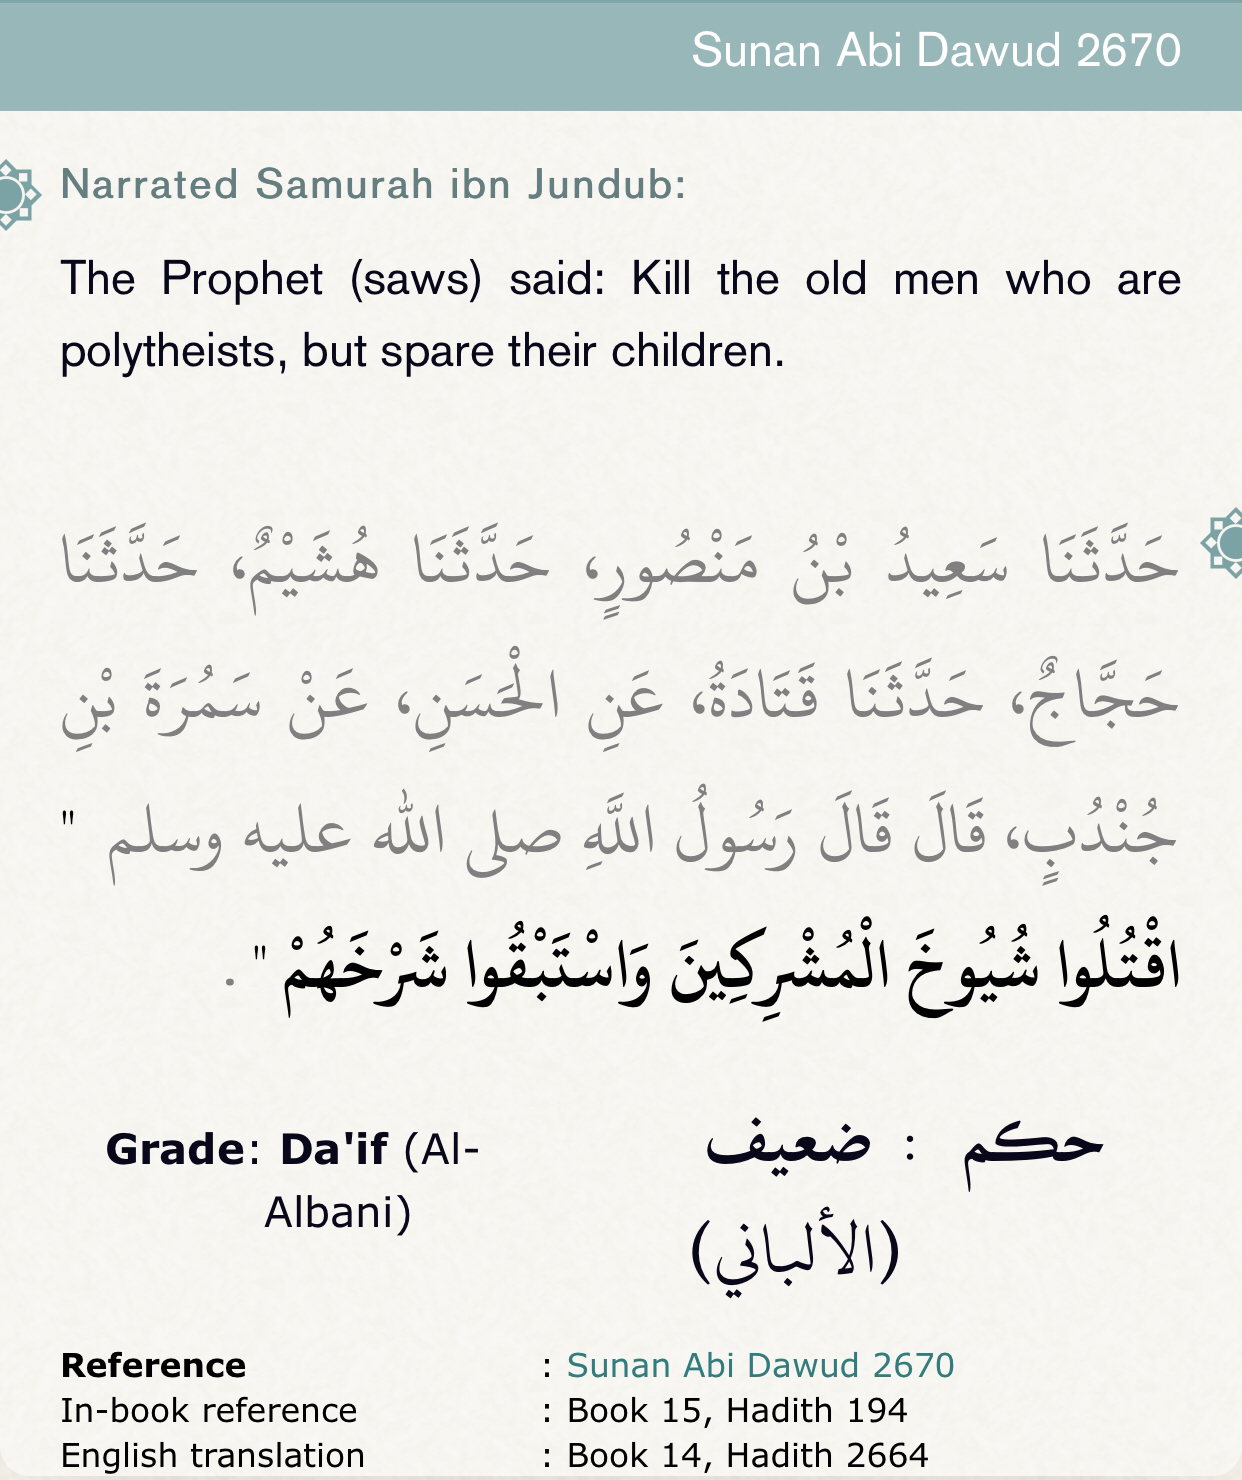 Sunan Abi Dawud 2670
Narrated Samurah ibn Jundub:
The Prophet (saws) said: Kill the old men who are
polytheists, but spare their children.
حَدَّثَنَا سَعِيدُ بْنُ مَنْصُورٍ، حَدَّثَنَا هُشَيْمٌ، حَدَّثَنَا
حَجَّاجٌ، حَدَّثَنَا قَتَادَةُ، عَنِ الْحَسَنِ، عَنْ سَمُرَةَ بْنِ
جُنْدُبٍ، قَالَ قَالَ رَسُولُ اللَّهِ صلى الله عليه وسلم "
اقْتُلُوا شُيُوخَ الْمُشْرِكِينَ وَاسْتَبْقُوا شَرْخَهُمْ " .
Grade: Da'if (Al-
Albani)
حكم : ضعيف
(الألباني)
Reference : Sunan Abi Dawud 2670
In-book reference : Book 15, Hadith 194
English translation : Book 14, Hadith 2664